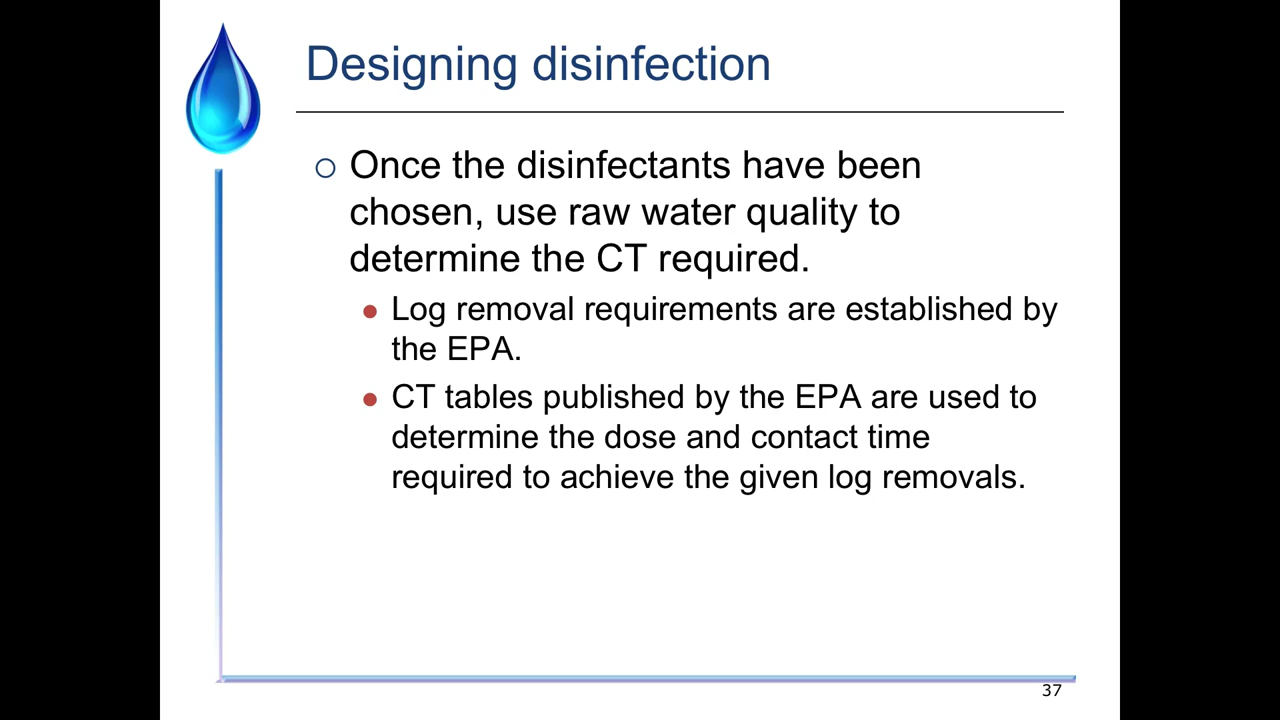 Designing disinfection
Once the disinfectants have been
chosen, use raw water quality to
determine the CT required.
Log removal requirements are established by
the EPA.
CT tables published by the EPA are used to
determine the dose and contact time
required to achieve the given log removals.
37